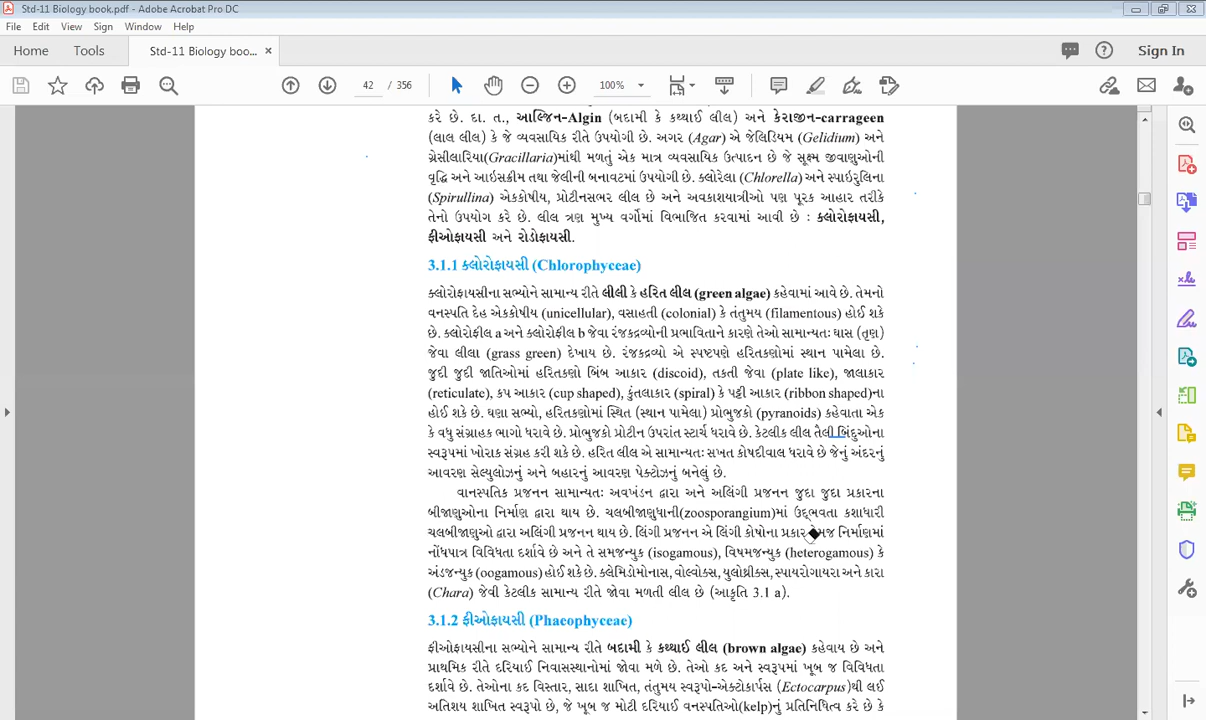 Std-11 Biology book.pdf - Adobe Acrobat Pro DC
File Edit View Sign Window Help
Home Tools Std-11 Biology boo... × Sign In
42 / 356 100%
કરે છે. દા. ત., આલ્જિન-Algin (બદામી કે કથ્થાઈ લીલ) અને કેરાજીન-carrageen
(લાલ લીલ) કે જે વ્યવસાયિક રીતે ઉપયોગી છે. અગર (Agar) એ જેલિડિયમ (Gelidium) અને
ગ્રેસીલારિયા(Gracillaria)માંથી મળતું એક માત્ર વ્યવસાયિક ઉત્પાદન છે જે સૂક્ષ્મ જીવાણુઓની
વૃદ્ધિ અને આઇસક્રીમ તથા જેલીની બનાવટમાં ઉપયોગી છે. ક્લોરેલા (Chlorella) અને સ્પાઇરુલિના
(Spirullina) એકકોષીય, પ્રોટીનસભર લીલ છે અને અવકાશયાત્રીઓ પણ પૂરક આહાર તરીકે
તેનો ઉપયોગ કરે છે. લીલ ત્રણ મુખ્ય વર્ગોમાં વિભાજિત કરવામાં આવી છે : ક્લોરોફાયસી,
ફીઓફાયસી અને રોડોફાયસી.
3.1.1 ક્લોરોફાયસી (Chlorophyceae)
ક્લોરોફાયસીના સભ્યોને સામાન્ય રીતે લીલી કે હરિત લીલ (green algae) કહેવામાં આવે છે. તેમનો
વનસ્પતિ દેહ એકકોષીય (unicellular), વસાહતી (colonial) કે તંતુમય (filamentous) હોઈ શકે
છે. ક્લોરોફીલ a અને ક્લોરોફીલ b જેવા રંજકદ્રવ્યોની પ્રભાવિતાને કારણે તેઓ સામાન્યતઃ ઘાસ (તૃણ)
જેવા લીલા (grass green) દેખાય છે. રંજકદ્રવ્યો એ સ્પષ્ટપણે હરિતકણોમાં સ્થાન પામેલા છે.
જુદી જુદી જાતિઓમાં હરિતકણો બિંબ આકાર (discoid), તકતી જેવા (plate like), જાલાકાર
(reticulate), કપ આકાર (cup shaped), કુંતલાકાર (spiral) કે પટ્ટી આકાર (ribbon shaped)ના
હોઈ શકે છે. ઘણા સભ્યો, હરિતકણોમાં સ્થિત (સ્થાન પામેલા) પ્રોભુજકો (pyranoids) કહેવાતા એક
કે વધુ સંગ્રાહક ભાગો ધરાવે છે. પ્રોભુજકો પ્રોટીન ઉપરાંત સ્ટાર્ચ ધરાવે છે. કેટલીક લીલ તૈલી બિંદુઓના
સ્વરૂપમાં ખોરાક સંગ્રહ કરી શકે છે. હરિત લીલ એ સામાન્યતઃ સખત કોષદીવાલ ધરાવે છે જેનું અંદરનું
આવરણ સેલ્યુલોઝનું અને બહારનું આવરણ પેક્ટોઝનું બનેલું છે.
વાનસ્પતિક પ્રજનન સામાન્યતઃ અવખંડન દ્વારા અને અલિંગી પ્રજનન જુદા જુદા પ્રકારના
બીજાણુઓના નિર્માણ દ્વારા થાય છે. ચલબીજાણુધાની(zoosporangium)માં ઉદ્ભવતા કશાધારી
ચલબીજાણુઓ દ્વારા અલિંગી પ્રજનન થાય છે. લિંગી પ્રજનન એ લિંગી કોષોના પ્રકાર તેમજ નિર્માણમાં
નોંધપાત્ર વિવિધતા દર્શાવે છે અને તે સમજન્યુક (isogamous), વિષમજન્યુક (heterogamous) કે
અંડજન્યુક (oogamous) હોઈ શકે છે. ક્લેમિડોમોનાસ, વોલ્વોક્સ, યુલોથ્રીક્સ, સ્પાયરોગાયરા અને કારા
(Chara) જેવી કેટલીક સામાન્ય રીતે જોવા મળતી લીલ છે (આકૃતિ 3.1 a).
3.1.2 ફીઓફાયસી (Phaeophyceae)
ફીઓફાયસીના સભ્યોને સામાન્ય રીતે બદામી કે કથ્થાઈ લીલ (brown algae) કહેવાય છે અને
પ્રાથમિક રીતે દરિયાઈ નિવાસસ્થાનોમાં જોવા મળે છે. તેઓ કદ અને સ્વરૂપમાં ખૂબ જ વિવિધતા
દર્શાવે છે. તેઓના કદ વિસ્તાર, સાદા શાખિત, તંતુમય સ્વરૂપો–એક્ટોકાર્પસ (Ectocarpus)થી લઈ
અતિશય શાખિત સ્વરૂપો છે, જે ખૂબ જ મોટી દરિયાઈ વનસ્પતિઓ(kelp)નું પ્રતિનિધિત્વ કરે છે કે